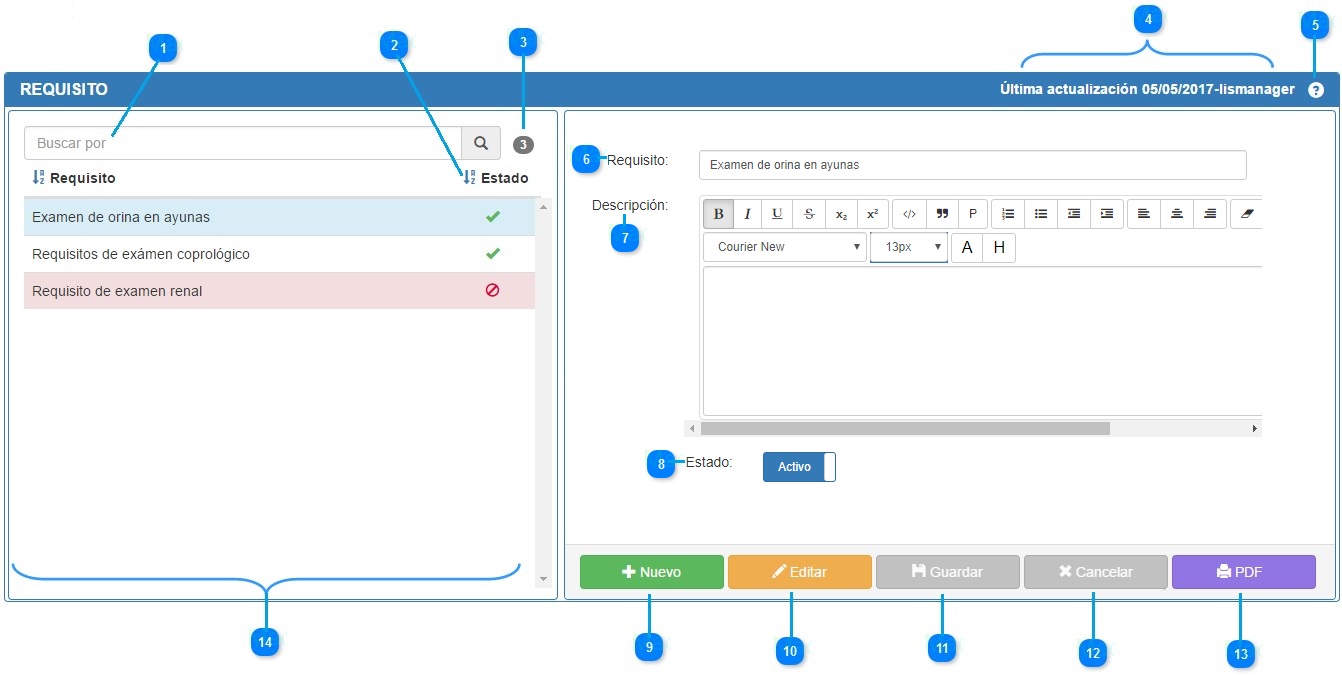 4
5
3
2
1
REQUISITO
Última actualización 05/05/2017-lismanager ?
Buscar por
3
Requisito Estado
Examen de orina en ayunas
Requisitos de exámen coprológico
Requisito de examen renal
6 Requisito: Examen de orina en ayunas
Descripción:
7
B I U S x₂ x² </> P
Courier New 13px A H
8 Estado: Activo
Nuevo Editar Guardar Cancelar PDF
14 9 10 11 12 13